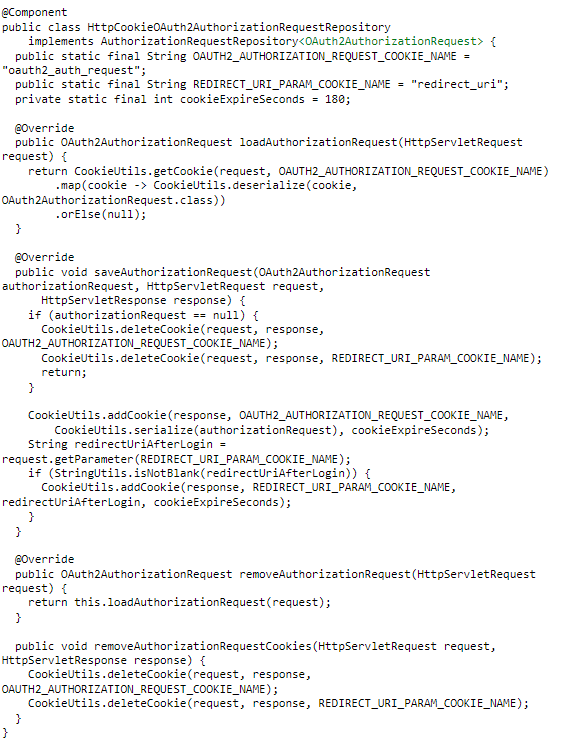 @Component
public class HttpCookieOAuth2AuthorizationRequestRepository
    implements AuthorizationRequestRepository<OAuth2AuthorizationRequest> {
  public static final String OAUTH2_AUTHORIZATION_REQUEST_COOKIE_NAME =
"oauth2_auth_request";
  public static final String REDIRECT_URI_PARAM_COOKIE_NAME = "redirect_uri";
  private static final int cookieExpireSeconds = 180;

  @Override
  public OAuth2AuthorizationRequest loadAuthorizationRequest(HttpServletRequest
request) {
    return CookieUtils.getCookie(request, OAUTH2_AUTHORIZATION_REQUEST_COOKIE_NAME)
        .map(cookie -> CookieUtils.deserialize(cookie,
OAuth2AuthorizationRequest.class))
        .orElse(null);
  }

  @Override
  public void saveAuthorizationRequest(OAuth2AuthorizationRequest
authorizationRequest, HttpServletRequest request,
      HttpServletResponse response) {
    if (authorizationRequest == null) {
      CookieUtils.deleteCookie(request, response,
OAUTH2_AUTHORIZATION_REQUEST_COOKIE_NAME);
      CookieUtils.deleteCookie(request, response, REDIRECT_URI_PARAM_COOKIE_NAME);
      return;
    }

    CookieUtils.addCookie(response, OAUTH2_AUTHORIZATION_REQUEST_COOKIE_NAME,
        CookieUtils.serialize(authorizationRequest), cookieExpireSeconds);
    String redirectUriAfterLogin =
request.getParameter(REDIRECT_URI_PARAM_COOKIE_NAME);
    if (StringUtils.isNotBlank(redirectUriAfterLogin)) {
      CookieUtils.addCookie(response, REDIRECT_URI_PARAM_COOKIE_NAME,
redirectUriAfterLogin, cookieExpireSeconds);
    }
  }

  @Override
  public OAuth2AuthorizationRequest removeAuthorizationRequest(HttpServletRequest
request) {
    return this.loadAuthorizationRequest(request);
  }

  public void removeAuthorizationRequestCookies(HttpServletRequest request,
HttpServletResponse response) {
    CookieUtils.deleteCookie(request, response,
OAUTH2_AUTHORIZATION_REQUEST_COOKIE_NAME);
    CookieUtils.deleteCookie(request, response, REDIRECT_URI_PARAM_COOKIE_NAME);
  }
}